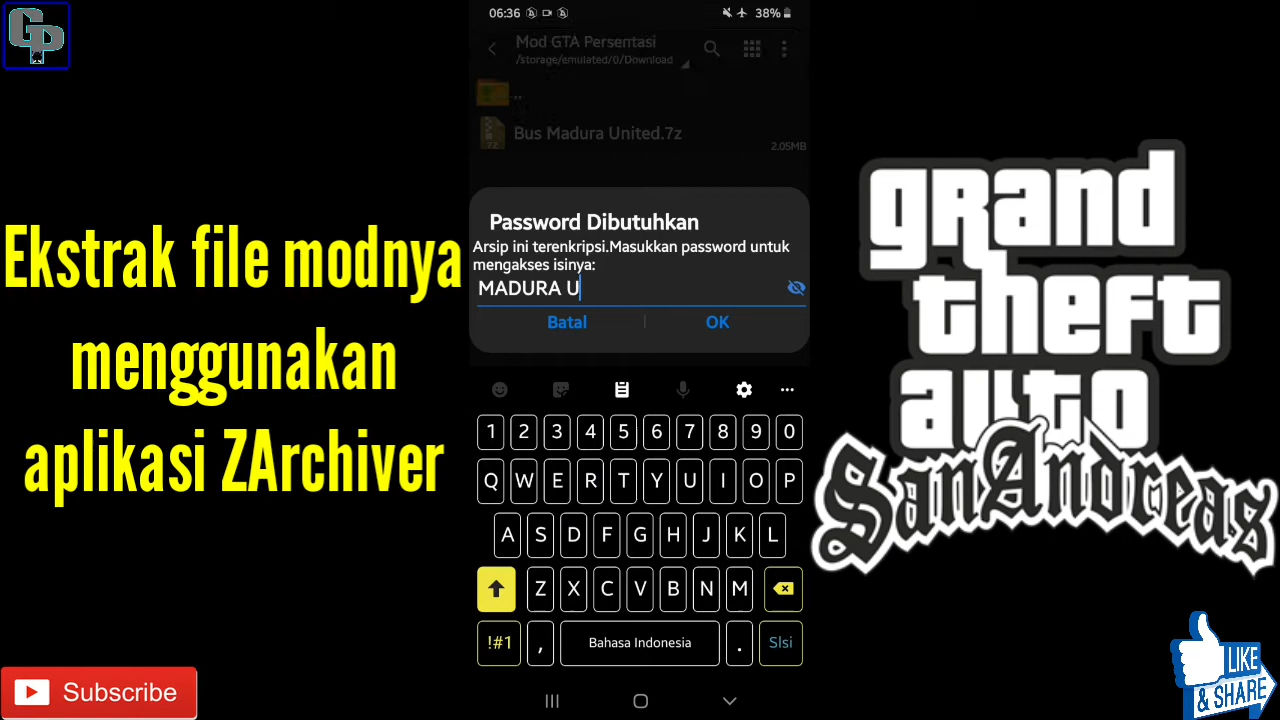 GP
06:36
38%
Mod GTA Persentasi
/storage/emulated/0/Download
..
Bus Madura United.7z
7Z
2.05MB
Password Dibutuhkan
Arsip ini terenkripsi.Masukkan password untuk
mengakses isinya:
MADURA U
Batal
OK
1 2 3 4 5 6 7 8 9 0
Q W E R T Y U I O P
A S D F G H J K L
Z X C V B N M
!#1 , Bahasa Indonesia . Slsi
Ekstrak file modnya
menggunakan
aplikasi ZArchiver
grand
theft
auto
SanAndreas
Subscribe
LIKE
& SHARE